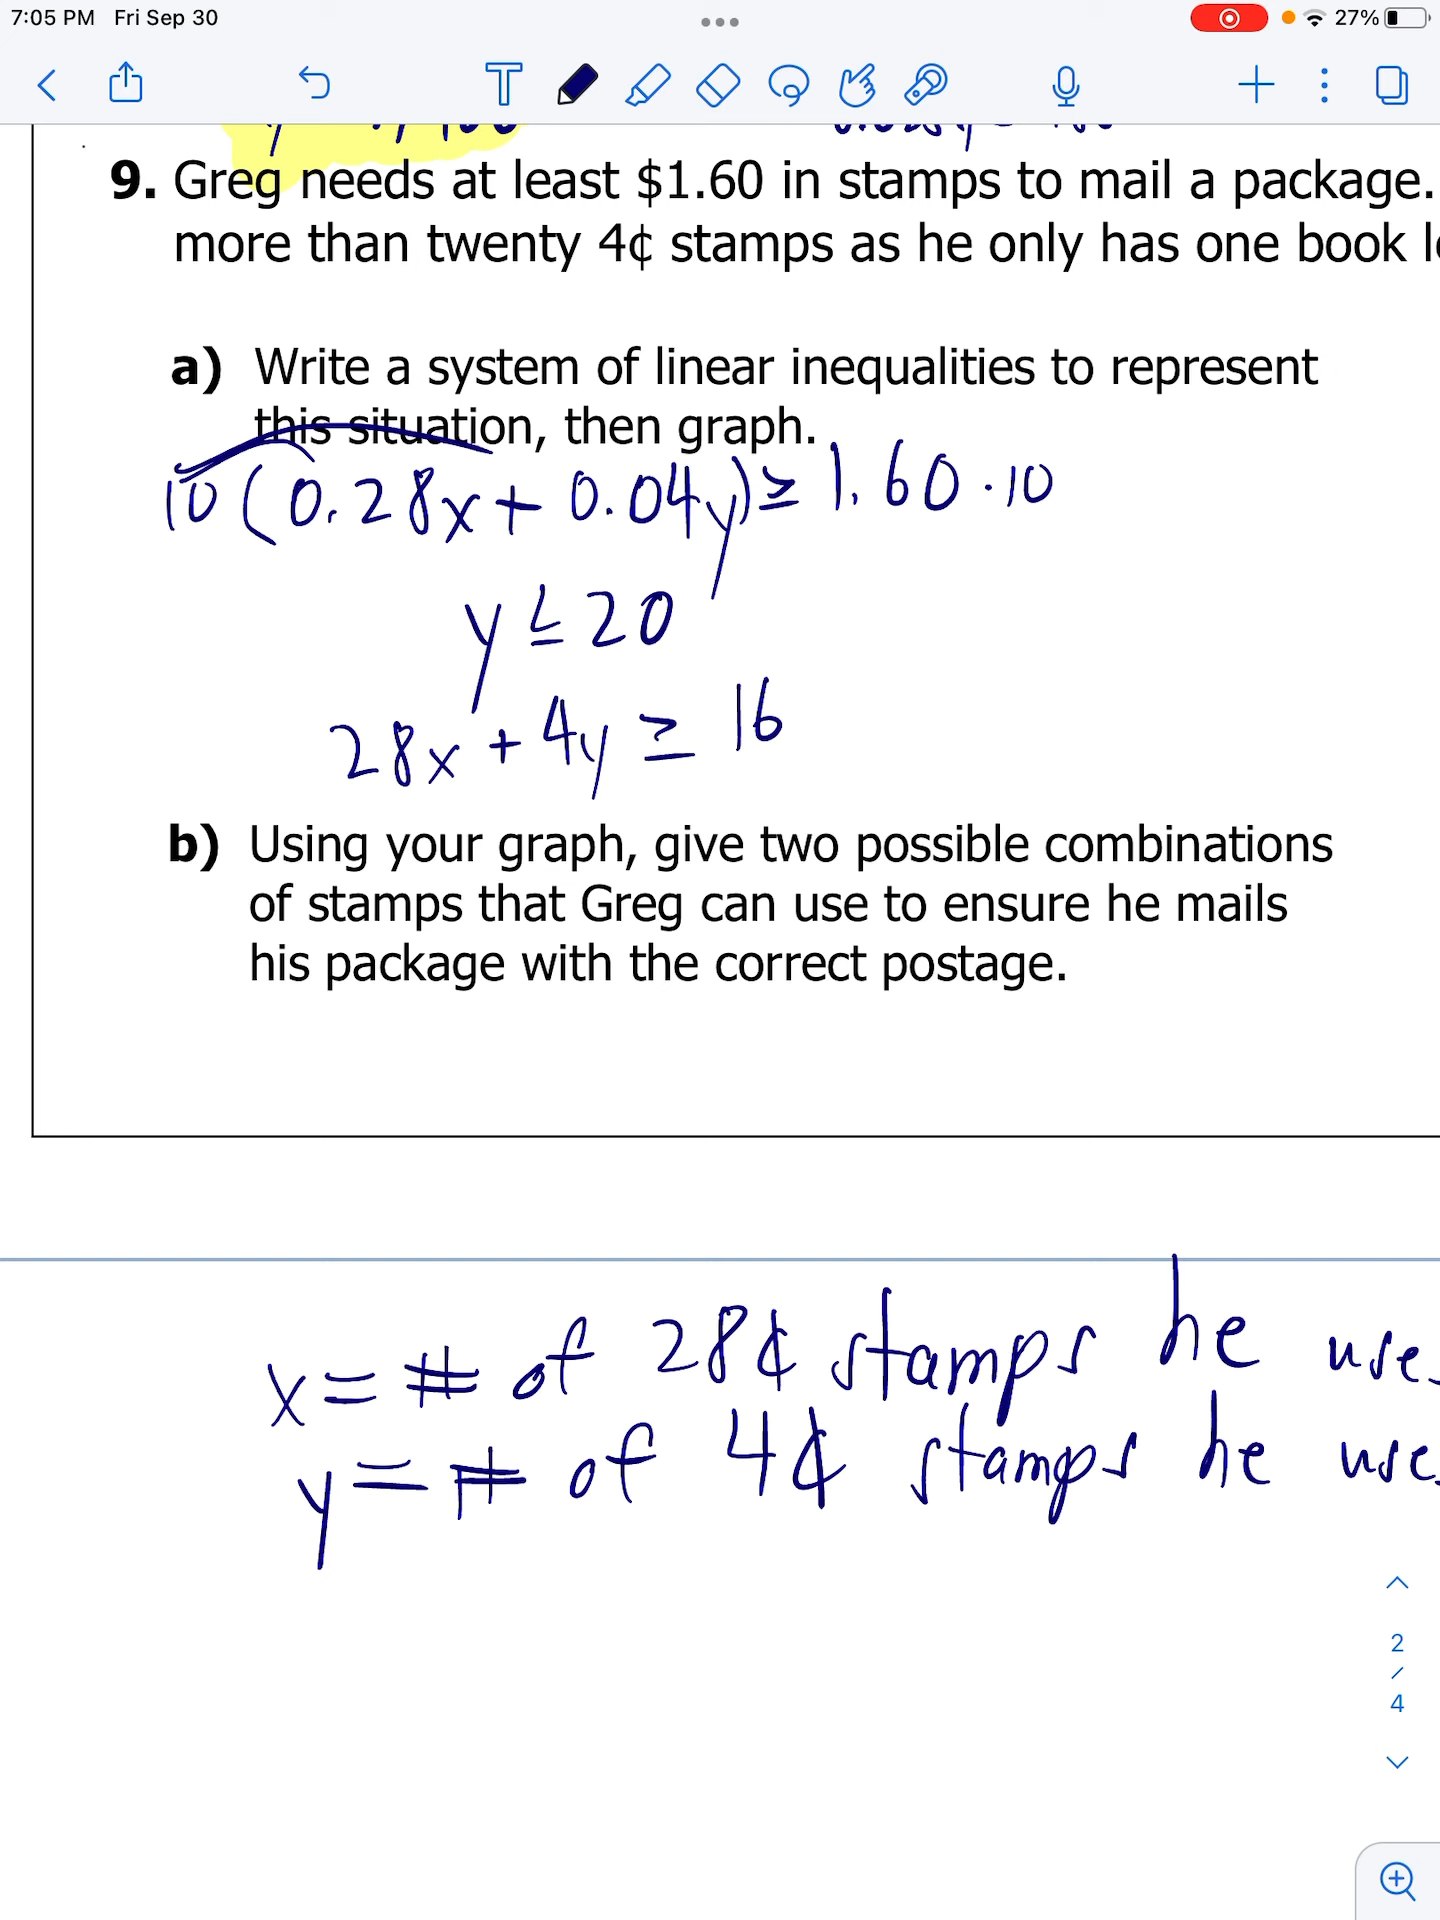 7:05 PM Fri Sep 30
27%
9. Greg needs at least $1.60 in stamps to mail a package.
more than twenty 4¢ stamps as he only has one book
a) Write a system of linear inequalities to represent
this situation, then graph.
10(0.28x + 0.04y) ≥ 1.60 · 10
y ≤ 20
28x + 4y ≥ 16
b) Using your graph, give two possible combinations
of stamps that Greg can use to ensure he mails
his package with the correct postage.
x = # of 28¢ stamps he use
y = # of 4¢ stamps he use
2
/
4